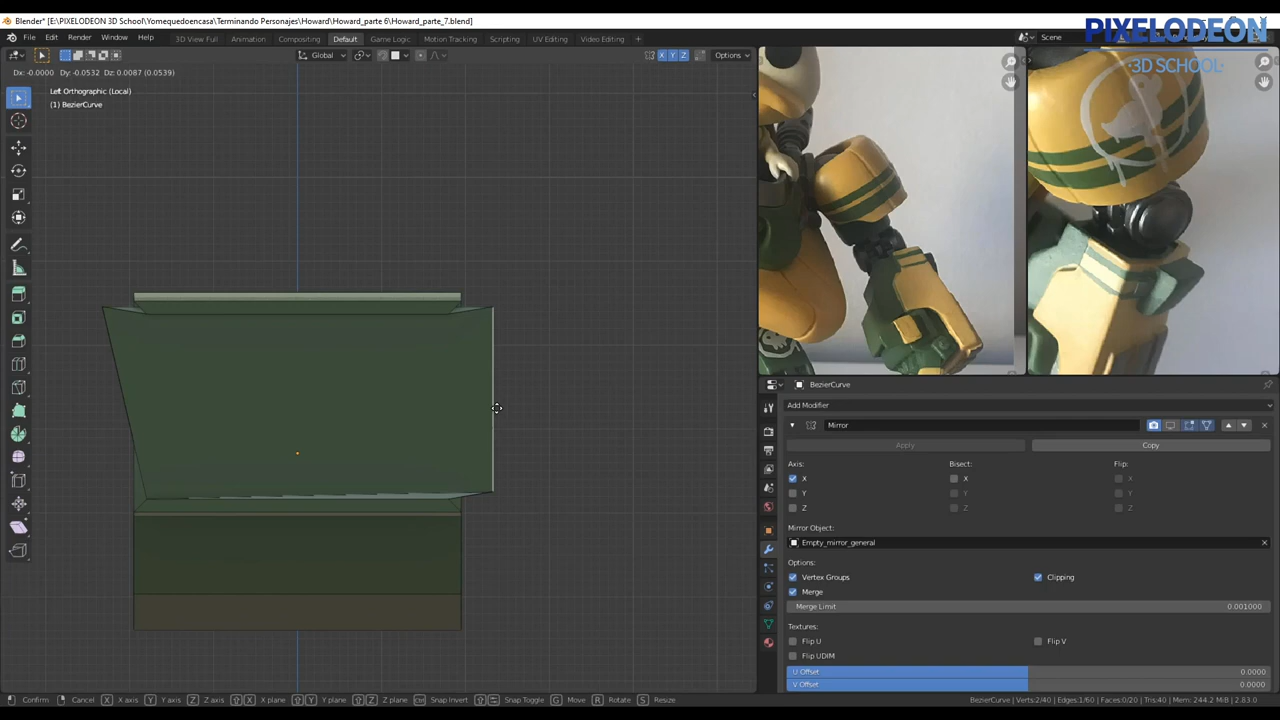 Blender* [E:\PIXELODEON 3D School\Yomequedoencasa\Terminando Personajes\Howard\Howard_parte 6\Howard_parte_7.blend]
PIXELODEON
·3D SCHOOL·
File Edit Render Window Help 3D View Full Compositing Default Game Logic Motion Tracking Scripting UV Editing Video Editing + Scene
Global X Y Z Options
Dx: -0.0000 Dy: -0.0532 Dz: 0.0087 (0.0539)
Left Orthographic (Local)
(1) BezierCurve
BezierCurve
Add Modifier
Mirror
Apply Copy
Axis: Bisect: Flip:
X X X
Y Y Y
Z Z Z
Mirror Object:
Empty_mirror_general
Options:
Vertex Groups Clipping
Merge
Merge Limit 0.001000
Textures:
Flip U Flip V
Flip UDIM
U Offset 0.0000
V Offset 0.0000
Confirm Cancel X X axis Y Y axis Z Z axis X X plane Y Y plane Z Z plane Snap Invert Snap Toggle G Move R Rotate S Resize BezierCurve | Verts:2/40 | Edges:1/60 | Faces:0/20 | Tris:40 | Mem: 244.2 MiB | 2.83.0